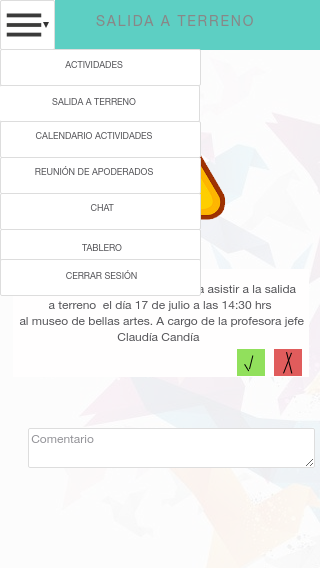 SALIDA A TERRENO
ACTIVIDADES
SALIDA A TERRENO
CALENDARIO ACTIVIDADES
REUNIÓN DE APODERADOS
CHAT
TABLERO
CERRAR SESIÓN
a asistir a la salida
a terreno el día 17 de julio a las 14:30 hrs
al museo de bellas artes. A cargo de la profesora jefe
Claudía Candía
Comentario